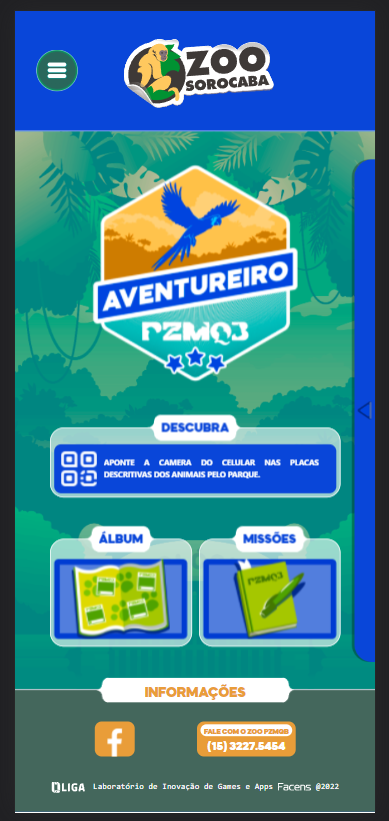 ZOO
SOROCABA
AVENTUREIRO
PZMQB
DESCUBRA
APONTE A CAMERA DO CELULAR NAS PLACAS
DESCRITIVAS DOS ANIMAIS PELO PARQUE.
ÁLBUM
MISSÕES
PZMQB
INFORMAÇÕES
f
FALE COM O ZOO PZMGB
(15) 3227.5454
LIGA Laboratório de Inovação de Games e Apps Facens @2022